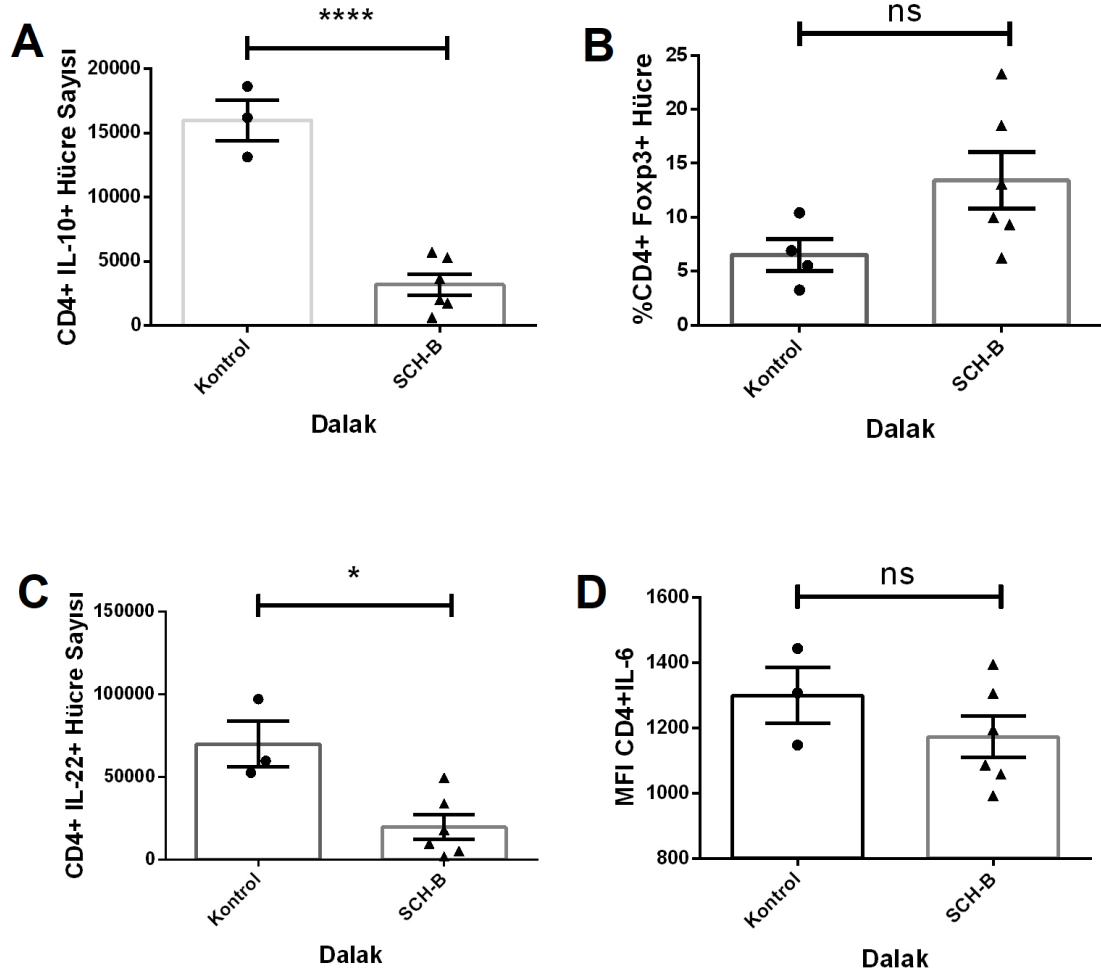 A
****
CD4+ IL-10+ Hücre Sayısı
20000
15000
10000
5000
0
Kontrol
SCH-B
Dalak
B
ns
%CD4+ Foxp3+ Hücre
25
20
15
10
5
0
Kontrol
SCH-B
Dalak
C
*
CD4+ IL-22+ Hücre Sayısı
150000
100000
50000
0
Kontrol
SCH-B
Dalak
D
ns
MFI CD4+IL-6
1600
1400
1200
1000
800
Kontrol
SCH-B
Dalak